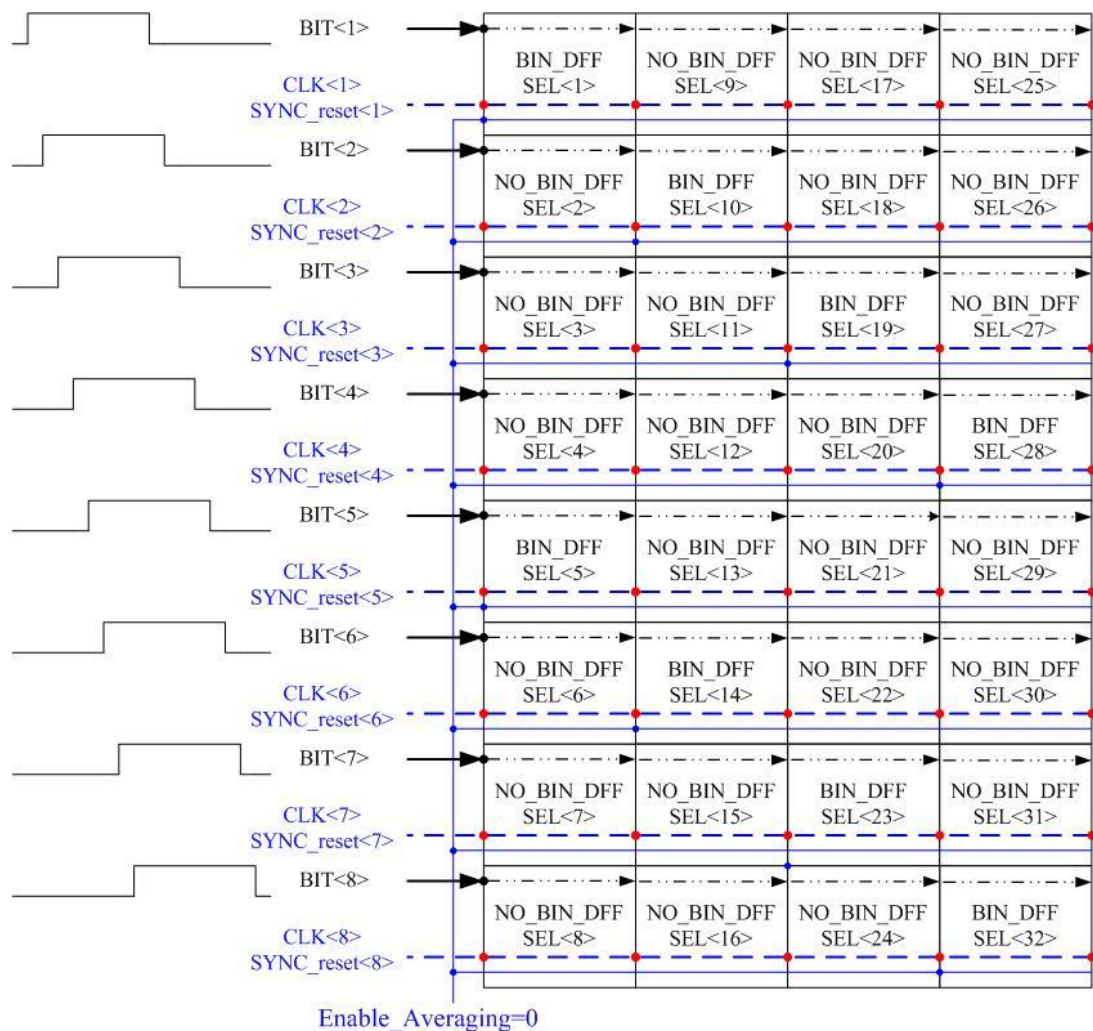 BIT<1>
BIN_DFF NO_BIN_DFF NO_BIN_DFF NO_BIN_DFF
CLK<1> SEL<1> SEL<9> SEL<17> SEL<25>
SYNC_reset<1>
BIT<2>
NO_BIN_DFF BIN_DFF NO_BIN_DFF NO_BIN_DFF
CLK<2> SEL<2> SEL<10> SEL<18> SEL<26>
SYNC_reset<2>
BIT<3>
NO_BIN_DFF NO_BIN_DFF BIN_DFF NO_BIN_DFF
CLK<3> SEL<3> SEL<11> SEL<19> SEL<27>
SYNC_reset<3>
BIT<4>
NO_BIN_DFF NO_BIN_DFF NO_BIN_DFF BIN_DFF
CLK<4> SEL<4> SEL<12> SEL<20> SEL<28>
SYNC_reset<4>
BIT<5>
BIN_DFF NO_BIN_DFF NO_BIN_DFF NO_BIN_DFF
CLK<5> SEL<5> SEL<13> SEL<21> SEL<29>
SYNC_reset<5>
BIT<6>
NO_BIN_DFF BIN_DFF NO_BIN_DFF NO_BIN_DFF
CLK<6> SEL<6> SEL<14> SEL<22> SEL<30>
SYNC_reset<6>
BIT<7>
NO_BIN_DFF NO_BIN_DFF BIN_DFF NO_BIN_DFF
CLK<7> SEL<7> SEL<15> SEL<23> SEL<31>
SYNC_reset<7>
BIT<8>
NO_BIN_DFF NO_BIN_DFF NO_BIN_DFF BIN_DFF
CLK<8> SEL<8> SEL<16> SEL<24> SEL<32>
SYNC_reset<8>
Enable_Averaging=0